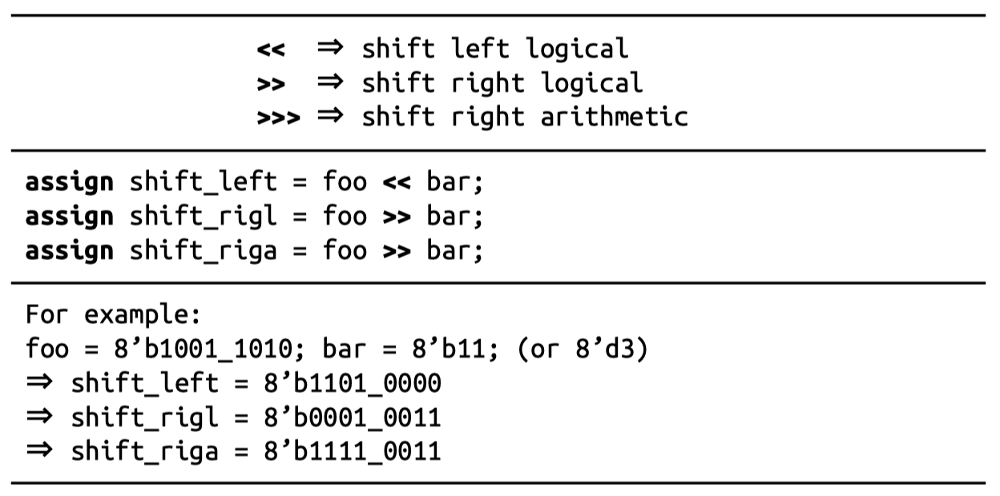 << ⇒ shift left logical
>> ⇒ shift right logical
>>> ⇒ shift right arithmetic
assign shift_left = foo << bar;
assign shift_rigl = foo >> bar;
assign shift_riga = foo >> bar;
For example:
foo = 8’b1001_1010; bar = 8’b11; (or 8’d3)
⇒ shift_left = 8’b1101_0000
⇒ shift_rigl = 8’b0001_0011
⇒ shift_riga = 8’b1111_0011